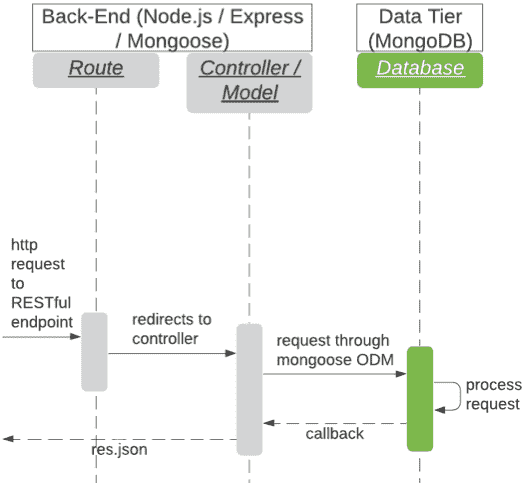 Back-End (Node.js / Express
/ Mongoose)
Data Tier
(MongoDB)
Route
Controller /
Model
Database
http
request
to
RESTful
endpoint
redirects to
controller
request through
mongoose ODM
process
request
callback
res.json